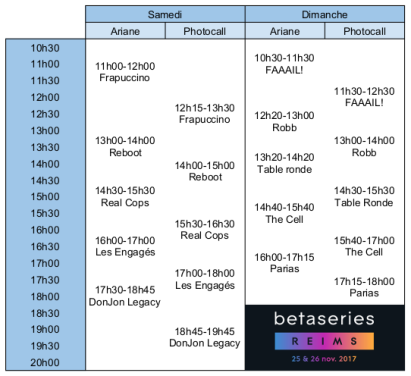 Samedi Dimanche
Ariane Photocall Ariane Photocall
10h30
11h00
11h30
12h00
12h30
13h00
13h30
14h00
14h30
15h00
15h30
16h00
16h30
17h00
17h30
18h00
18h30
19h00
19h30
20h00
11h00-12h00
Frapuccino
13h00-14h00
Reboot
14h30-15h30
Real Cops
16h00-17h00
Les Engagés
17h30-18h45
DonJon Legacy
12h15-13h30
Frapuccino
14h00-15h00
Reboot
15h30-16h30
Real Cops
17h00-18h00
Les Engagés
18h45-19h45
DonJon Legacy
10h30-11h30
FAAAIL!
12h20-13h00
Robb
13h20-14h20
Table ronde
14h40-15h40
The Cell
16h00-17h15
Parias
11h30-12h30
FAAAIL!
13h00-14h00
Robb
14h30-15h30
Table Ronde
15h40-17h00
The Cell
17h15-18h00
Parias
betaseries
REIMS
25 & 26 nov. 2017